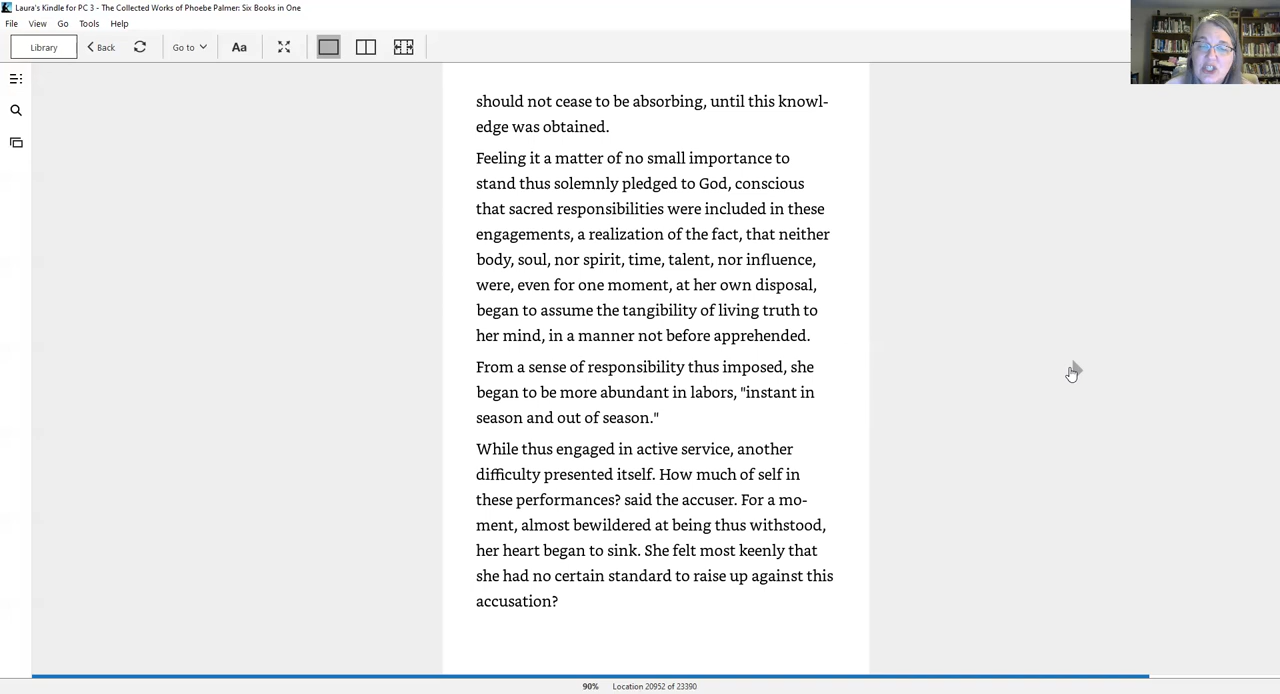 Laura's Kindle for PC 3 - The Collected Works of Phoebe Palmer: Six Books in One
File View Go Tools Help
Library Back Go to Aa
should not cease to be absorbing, until this knowl-
edge was obtained.
Feeling it a matter of no small importance to
stand thus solemnly pledged to God, conscious
that sacred responsibilities were included in these
engagements, a realization of the fact, that neither
body, soul, nor spirit, time, talent, nor influence,
were, even for one moment, at her own disposal,
began to assume the tangibility of living truth to
her mind, in a manner not before apprehended.
From a sense of responsibility thus imposed, she
began to be more abundant in labors, "instant in
season and out of season."
While thus engaged in active service, another
difficulty presented itself. How much of self in
these performances? said the accuser. For a mo-
ment, almost bewildered at being thus withstood,
her heart began to sink. She felt most keenly that
she had no certain standard to raise up against this
accusation?
90% Location 20952 of 23390